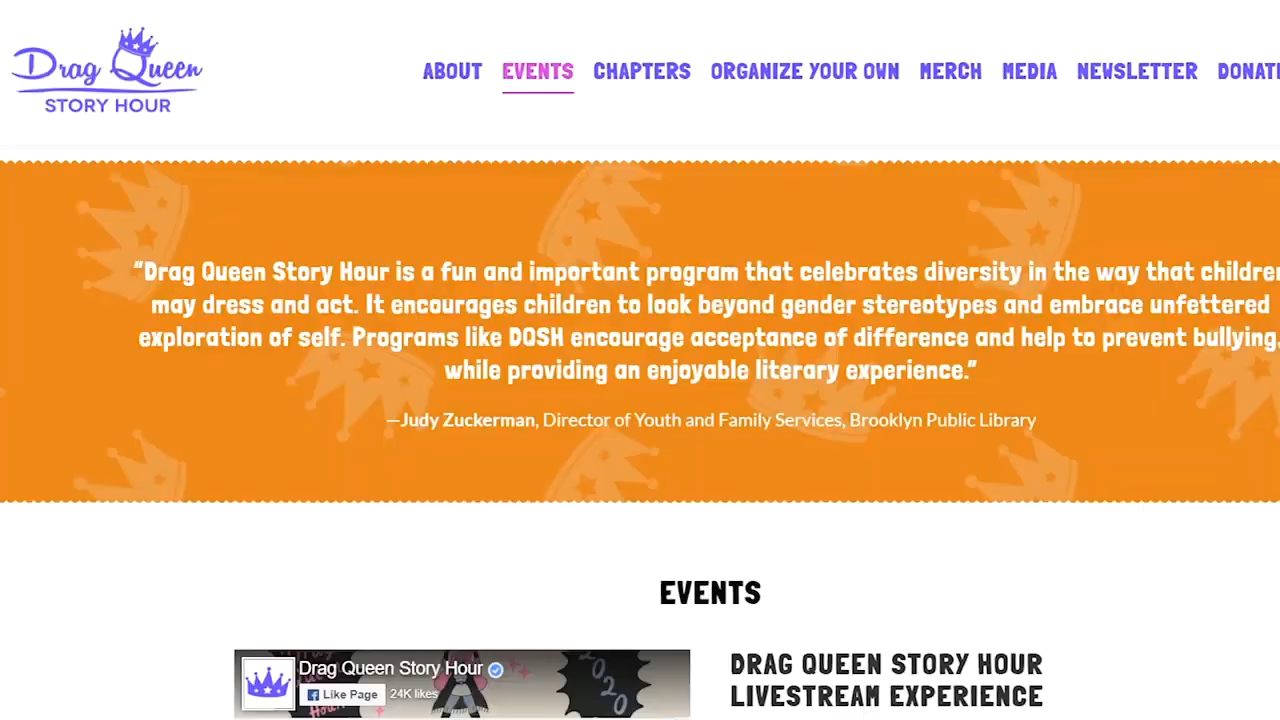 Drag Queen
STORY HOUR
ABOUT EVENTS CHAPTERS ORGANIZE YOUR OWN MERCH MEDIA NEWSLETTER DONAT
"Drag Queen Story Hour is a fun and important program that celebrates diversity in the way that children
may dress and act. It encourages children to look beyond gender stereotypes and embrace unfettered
exploration of self. Programs like DQSH encourage acceptance of difference and help to prevent bullying,
while providing an enjoyable literary experience."
—Judy Zuckerman, Director of Youth and Family Services, Brooklyn Public Library
EVENTS
Drag Queen Story Hour
Like Page 24K likes
2020
Hour
DRAG QUEEN STORY HOUR
LIVESTREAM EXPERIENCE